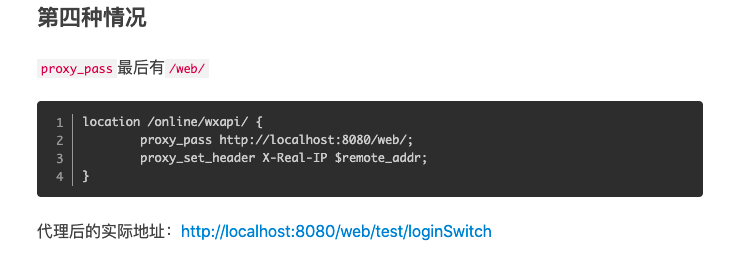 第四种情况
proxy_pass 最后有 /web/
1 location /online/wxapi/ {
2         proxy_pass http://localhost:8080/web/;
3         proxy_set_header X-Real-IP $remote_addr;
4 }
代理后的实际地址：http://localhost:8080/web/test/loginSwitch